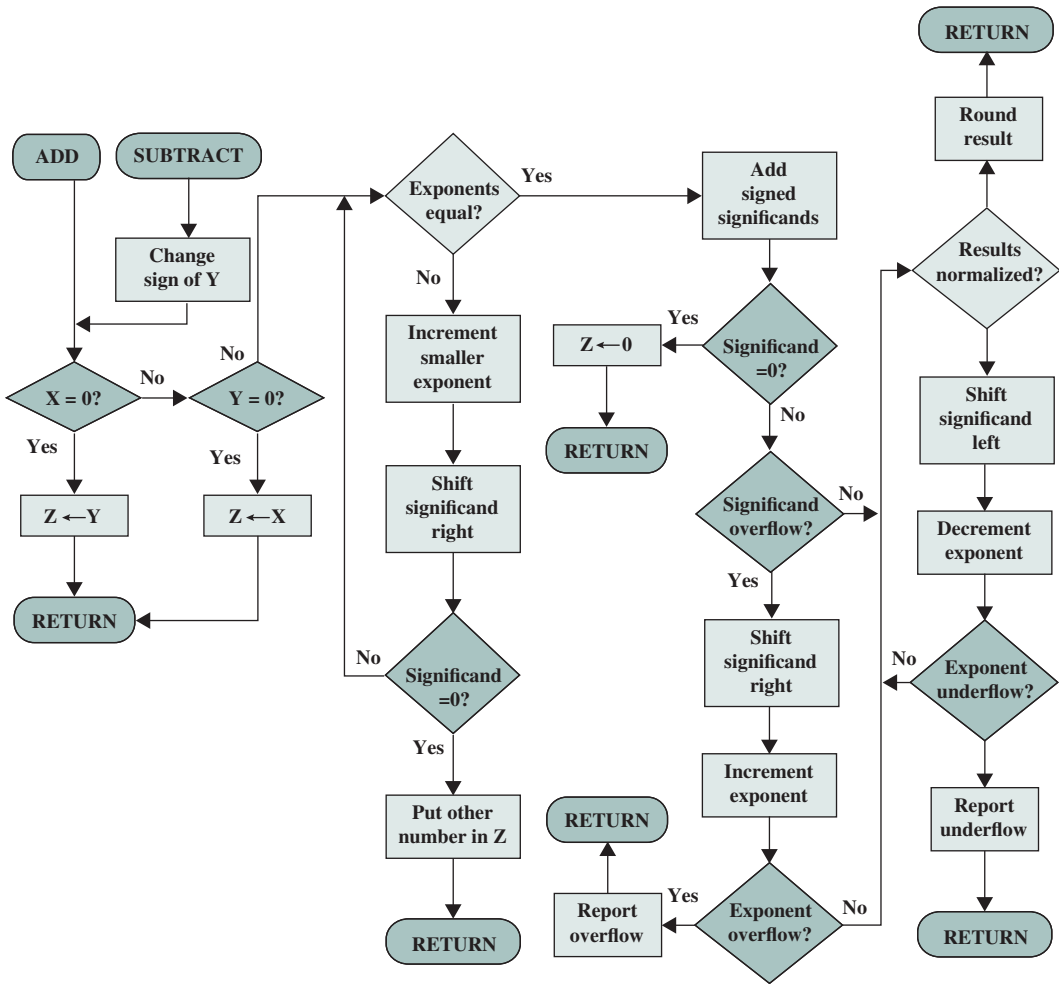 RETURN
Round
result
ADD
SUBTRACT
Change
sign of Y
Exponents
equal?
Yes
Add
signed
significands
Results
normalized?
No
Increment
smaller
exponent
Z ← 0
Yes
Significand
=0?
No
RETURN
X = 0?
No
Y = 0?
No
Yes
Yes
Z ← Y
Z ← X
RETURN
Shift
significand
right
Significand
overflow?
No
Yes
Shift
significand
left
Decrement
exponent
No
Significand
=0?
Yes
Shift
significand
right
No
Exponent
underflow?
Put other
number in Z
RETURN
Increment
exponent
RETURN
Report
overflow
Yes
Exponent
overflow?
No
Report
underflow
RETURN